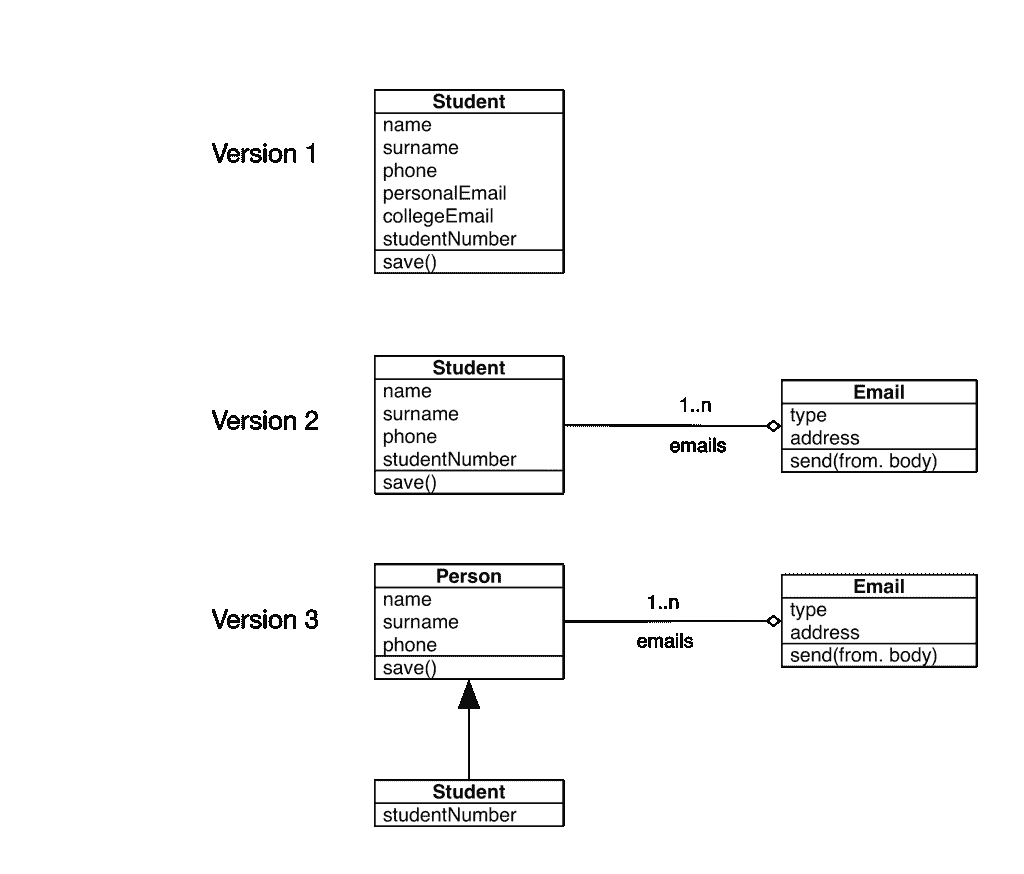 Version 1
Student
name
surname
phone
personalEmail
collegeEmail
studentNumber
save()
Version 2
Student
name
surname
phone
studentNumber
save()
1..n
emails
Email
type
address
send(from. body)
Version 3
Person
name
surname
phone
save()
1..n
emails
Email
type
address
send(from. body)
Student
studentNumber